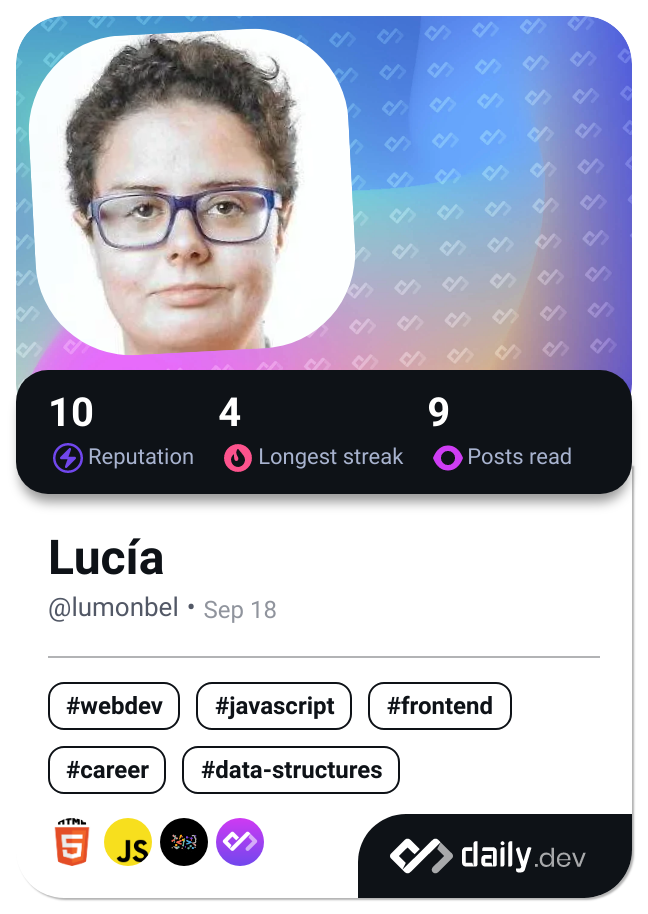 10 4 9
Reputation Longest streak Posts read
Lucía
@lumonbel • Sep 18
#webdev #javascript #frontend
#career #data-structures
HTML 5 JS
daily.dev